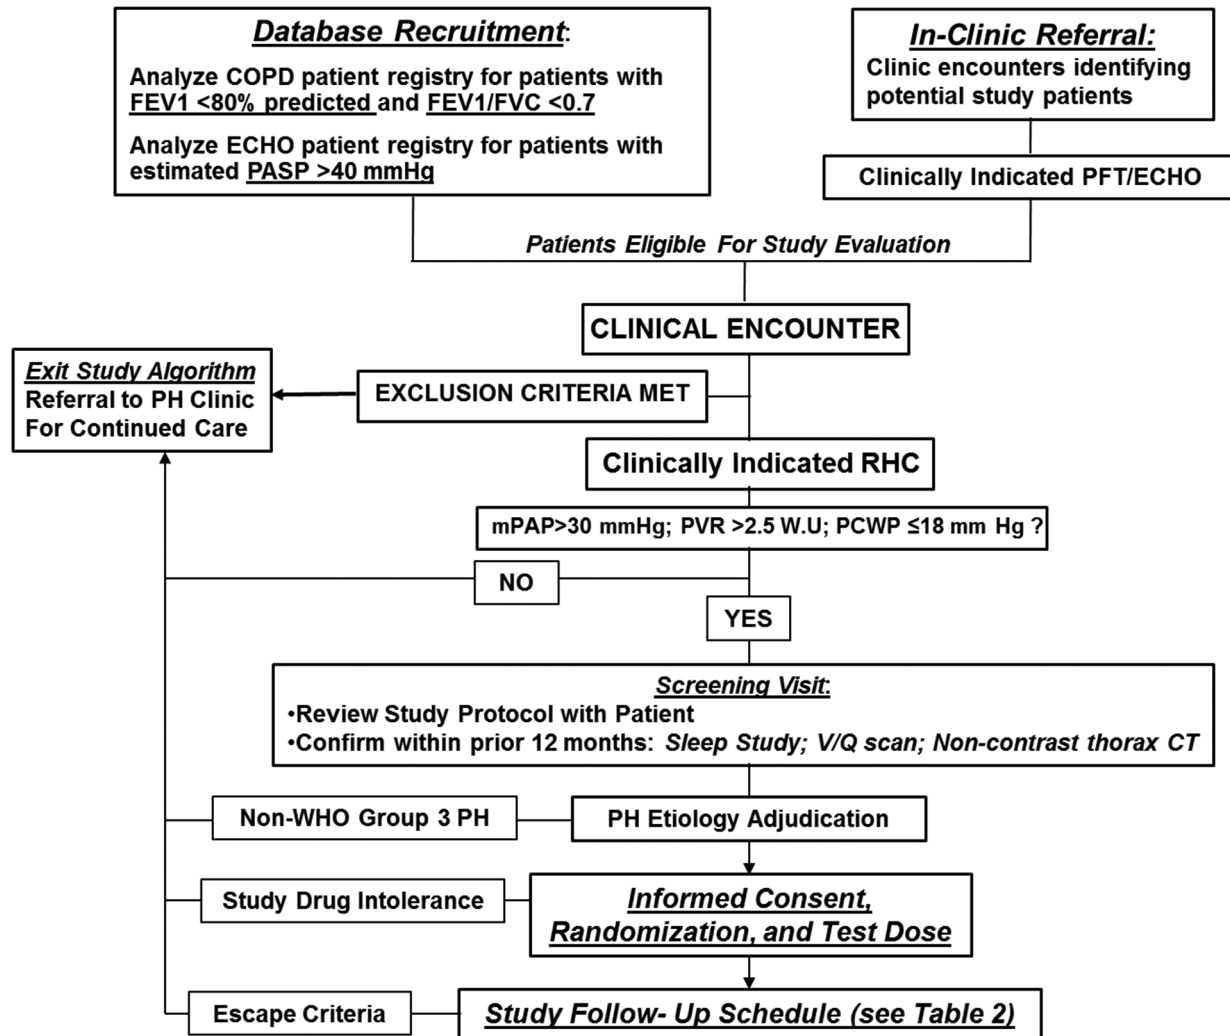 Database Recruitment:
Analyze COPD patient registry for patients with
FEV1 <80% predicted and FEV1/FVC <0.7
Analyze ECHO patient registry for patients with
estimated PASP >40 mmHg
In-Clinic Referral:
Clinic encounters identifying
potential study patients
Clinically Indicated PFT/ECHO
Patients Eligible For Study Evaluation
CLINICAL ENCOUNTER
Exit Study Algorithm
Referral to PH Clinic
For Continued Care
EXCLUSION CRITERIA MET
Clinically Indicated RHC
mPAP>30 mmHg; PVR >2.5 W.U; PCWP ≤18 mm Hg ?
NO
YES
Screening Visit:
•Review Study Protocol with Patient
•Confirm within prior 12 months: Sleep Study; V/Q scan; Non-contrast thorax CT
Non-WHO Group 3 PH
PH Etiology Adjudication
Study Drug Intolerance
Informed Consent,
Randomization, and Test Dose
Escape Criteria
Study Follow- Up Schedule (see Table 2)